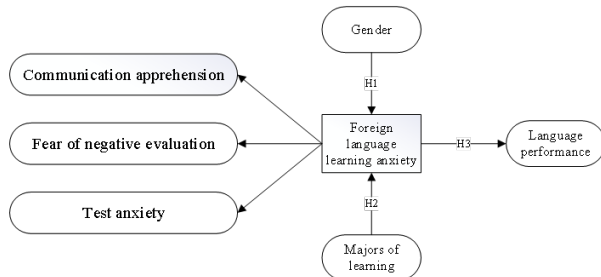 Gender
Communication apprehension
H1
Fear of negative evaluation
Foreign
language
learning anxiety
H3
Language
performance
Test anxiety
H2
Majors of
learning